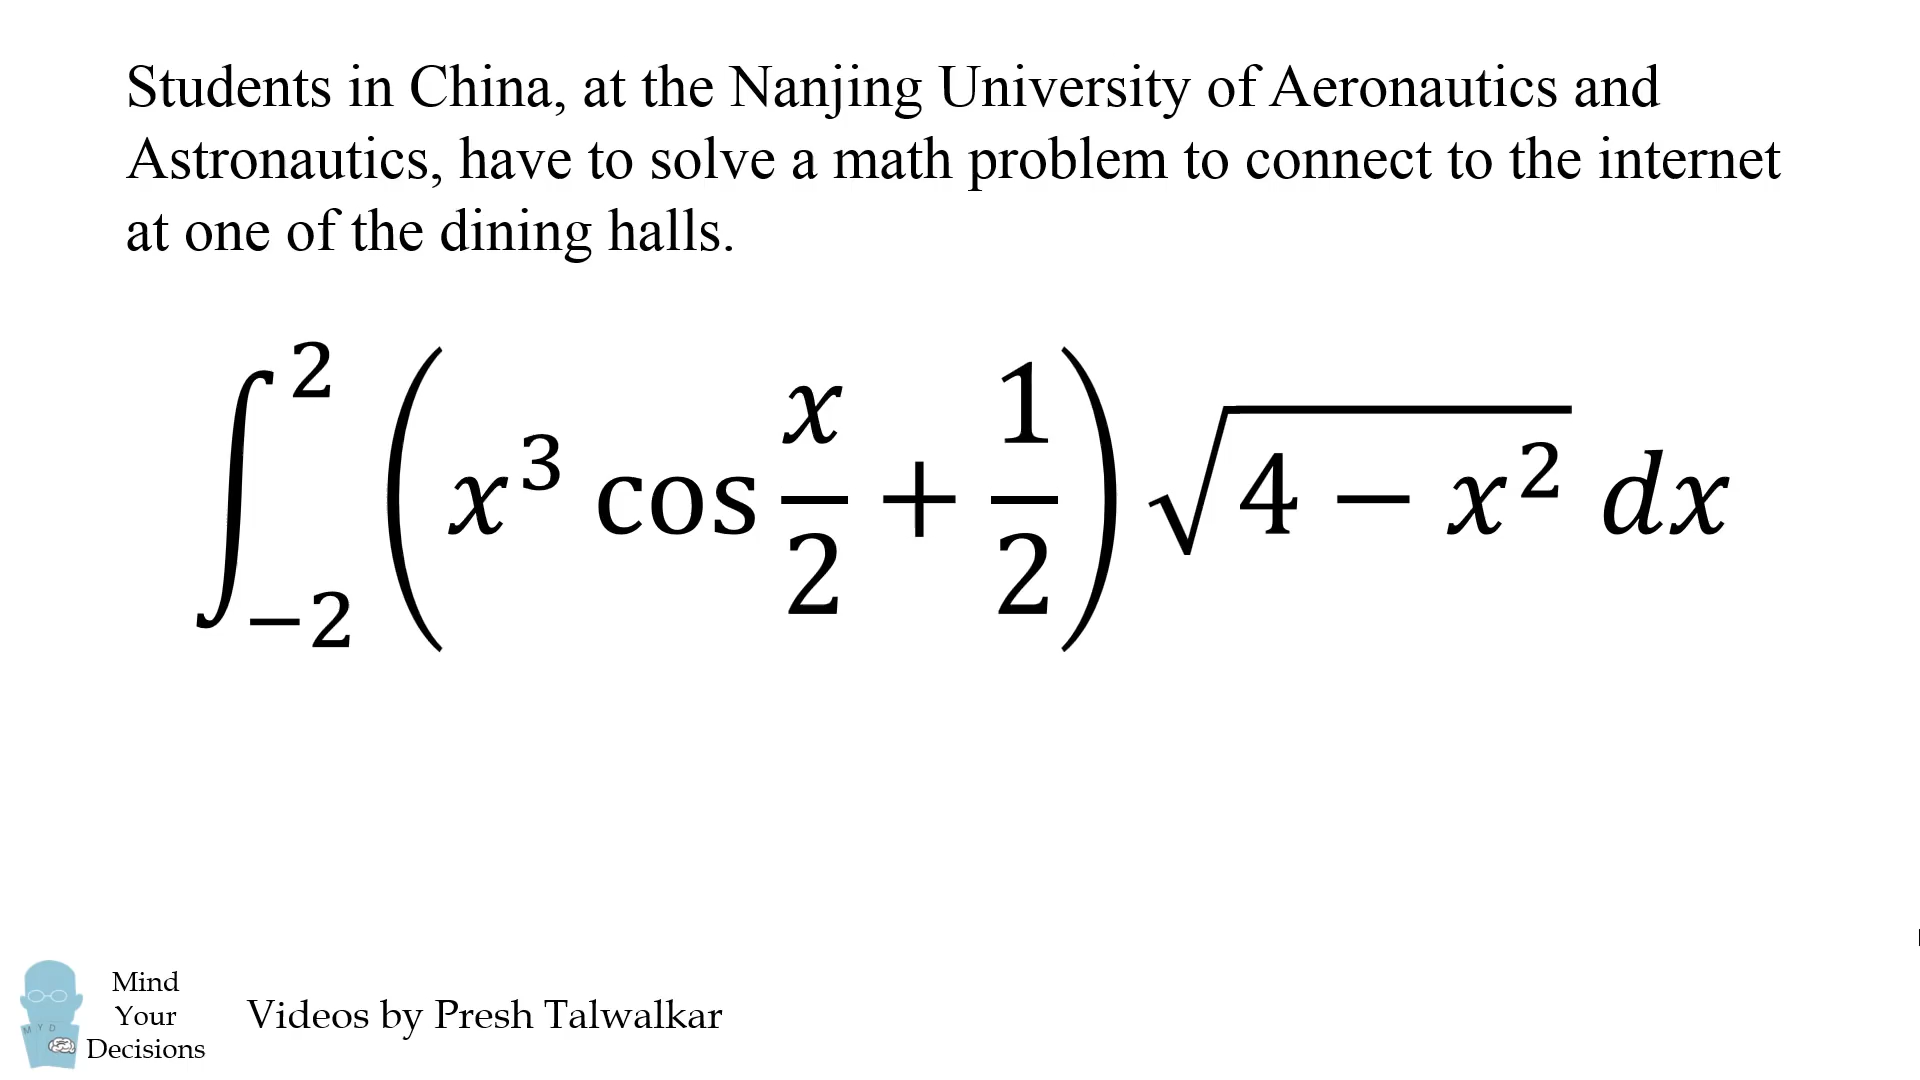 Students in China, at the Nanjing University of Aeronautics and
Astronautics, have to solve a math problem to connect to the internet
at one of the dining halls.
∫_{-2}^{2} (x³ cos x/2 + 1/2) √(4 − x²) dx
Mind
Your
Decisions
M Y D
Videos by Presh Talwalkar